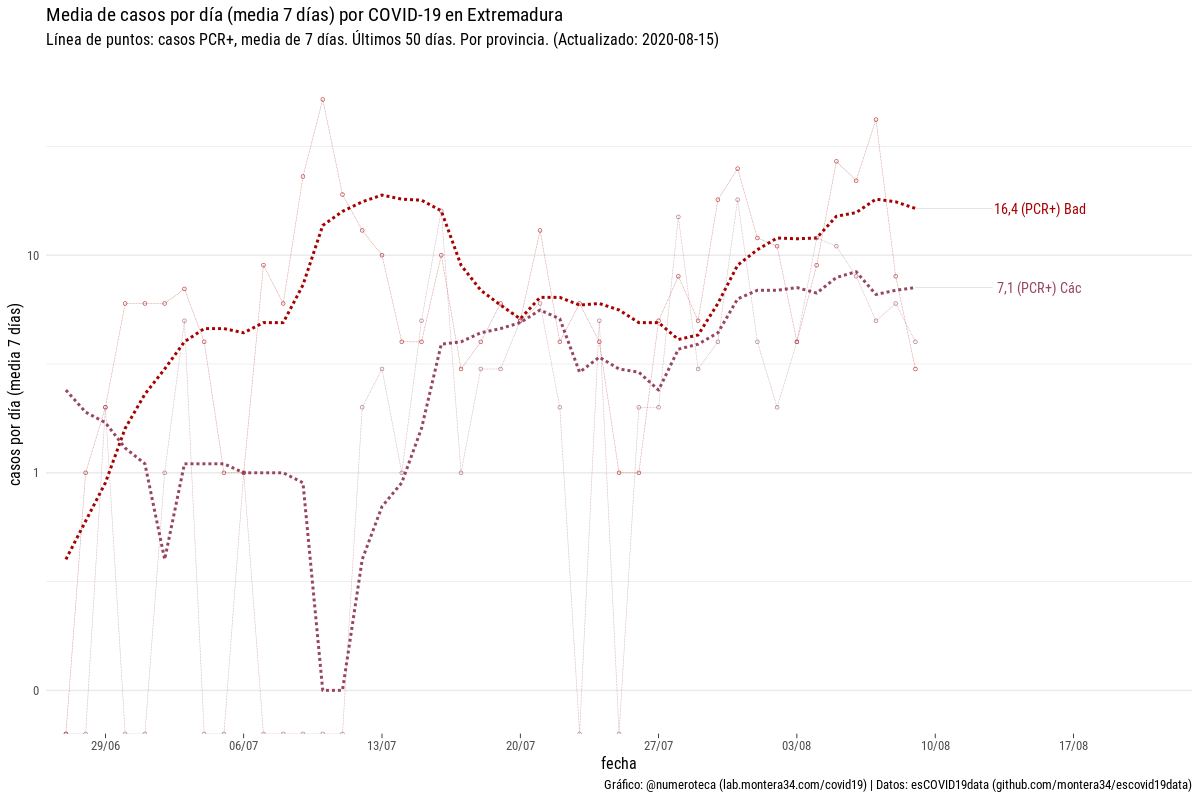 Media de casos por día (media 7 días) por COVID-19 en Extremadura
Línea de puntos: casos PCR+, media de 7 días. Últimos 50 días. Por provincia. (Actualizado: 2020-08-15)
casos por día (media 7 días)
10
1
0
16,4 (PCR+) Bad
7,1 (PCR+) Các
29/06
06/07
13/07
20/07
27/07
03/08
10/08
17/08
fecha
Gráfico: @numeroteca (lab.montera34.com/covid19) | Datos: esCOVID19data (github.com/montera34/escovid19data)